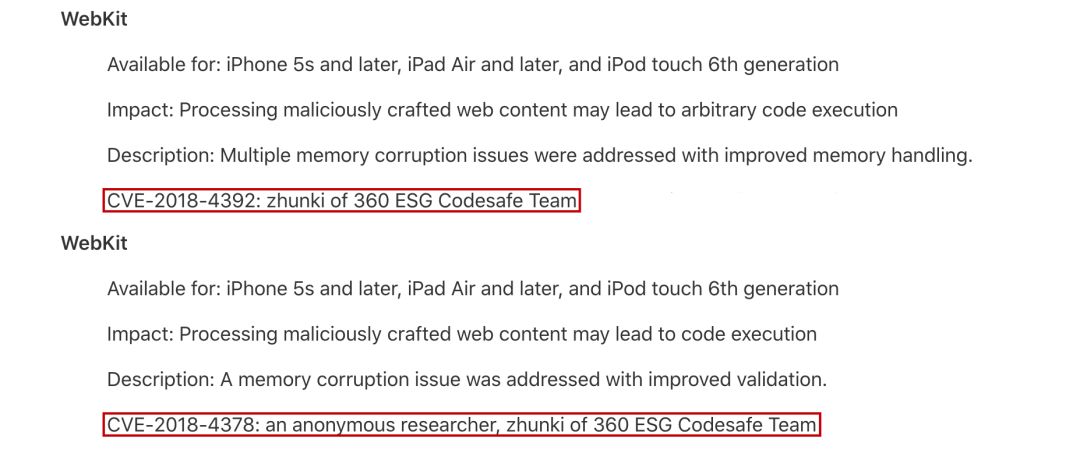 WebKit
Available for: iPhone 5s and later, iPad Air and later, and iPod touch 6th generation
Impact: Processing maliciously crafted web content may lead to arbitrary code execution
Description: Multiple memory corruption issues were addressed with improved memory handling.
CVE-2018-4392: zhunki of 360 ESG Codesafe Team
WebKit
Available for: iPhone 5s and later, iPad Air and later, and iPod touch 6th generation
Impact: Processing maliciously crafted web content may lead to code execution
Description: A memory corruption issue was addressed with improved validation.
CVE-2018-4378: an anonymous researcher, zhunki of 360 ESG Codesafe Team